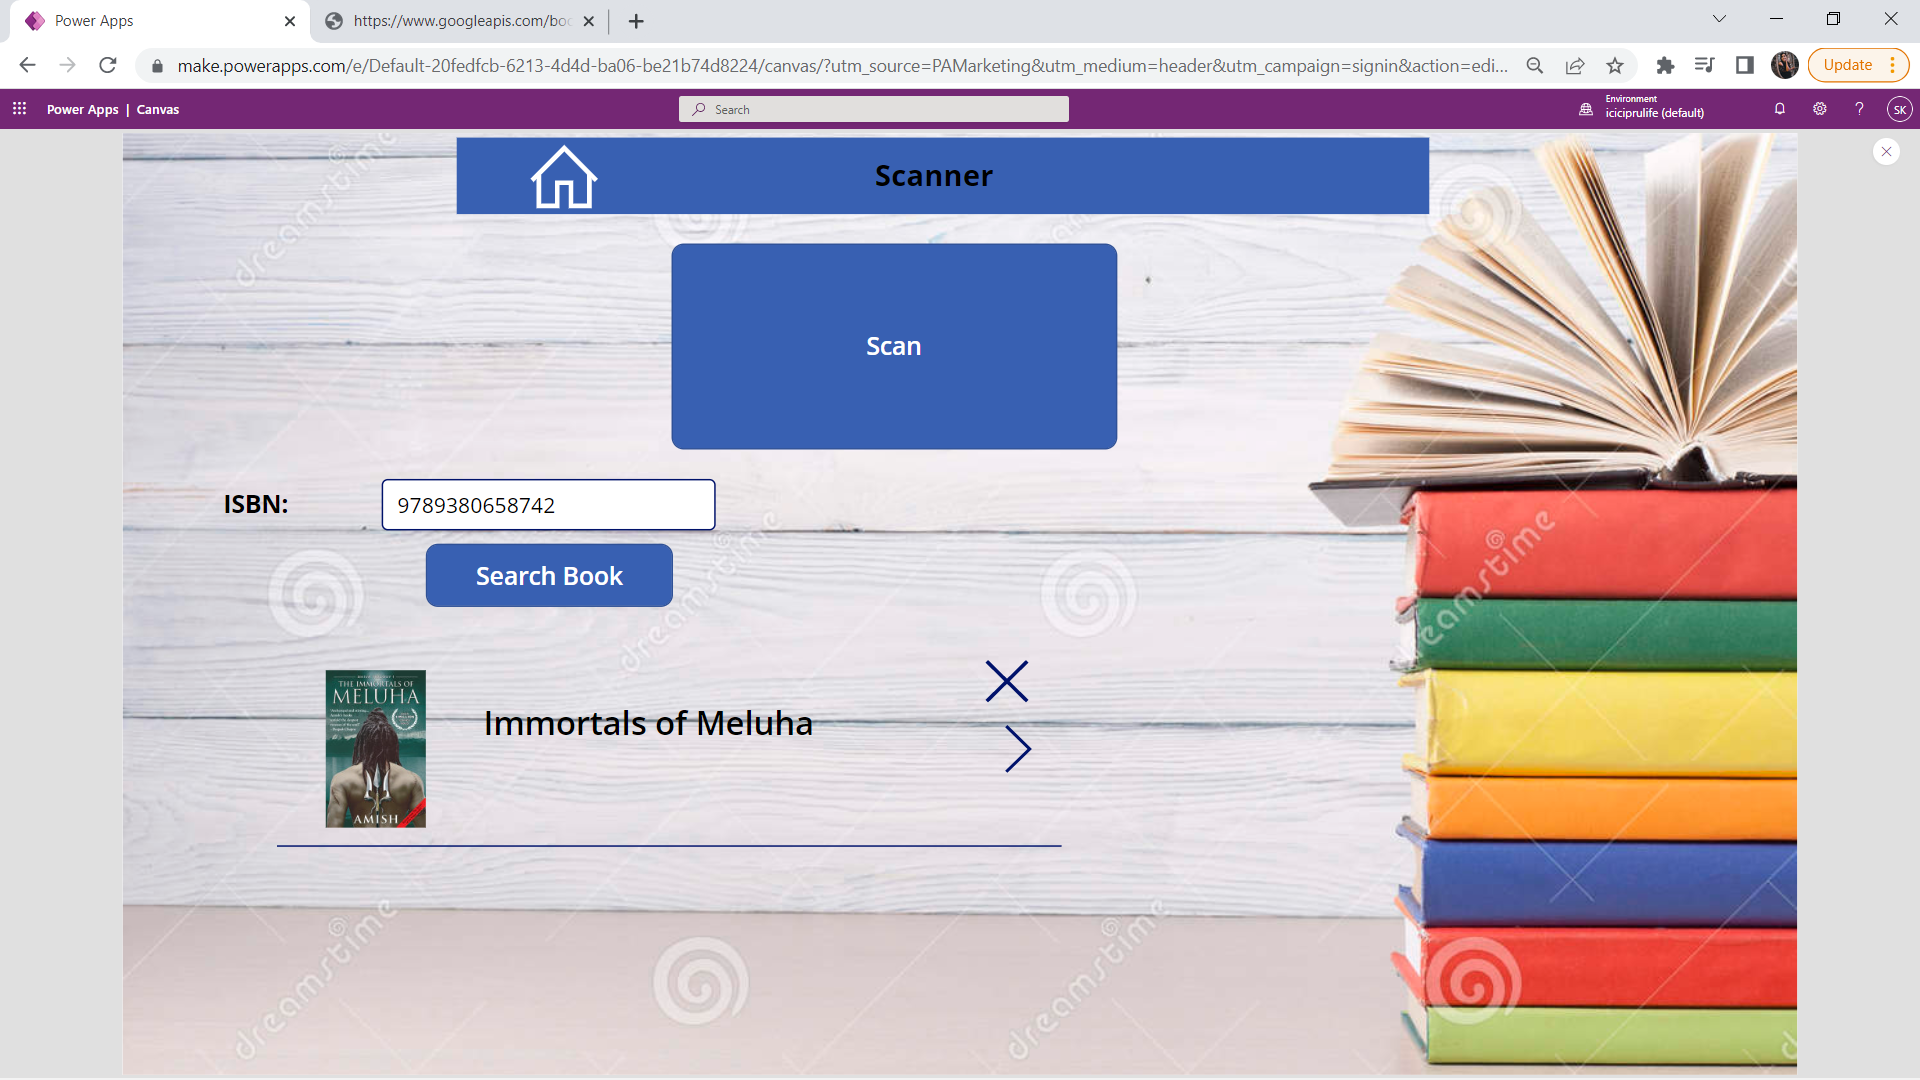 Power Apps
https://www.googleapis.com/boo
make.powerapps.com/e/Default-20fedfcb-6213-4d4d-ba06-be21b74d8224/canvas/?utm_source=PAMarketing&utm_medium=header&utm_campaign=signin&action=edi...
Update
Power Apps | Canvas
Search
Environment
iciciprulife (default)
?
SK
Scanner
Scan
ISBN:
9789380658742
Search Book
THE IMMORTALS OF
MELUHA
AMISH
Immortals of Meluha
dreamstime
dreamstime
dreamstime
dreamstime
dreamstime